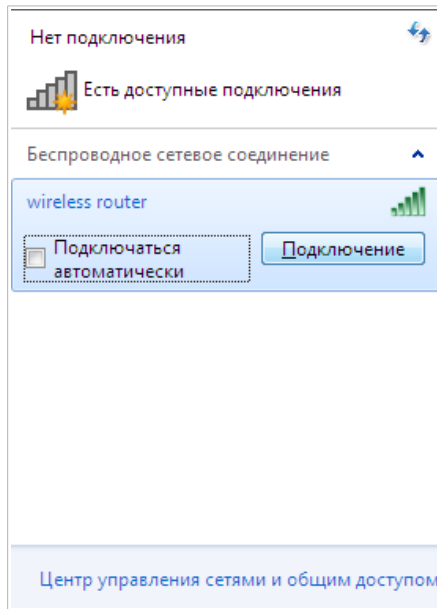 Нет подключения
Есть доступные подключения
Беспроводное сетевое соединение
wireless router
Подключаться
автоматически
Подключение
Центр управления сетями и общим доступом